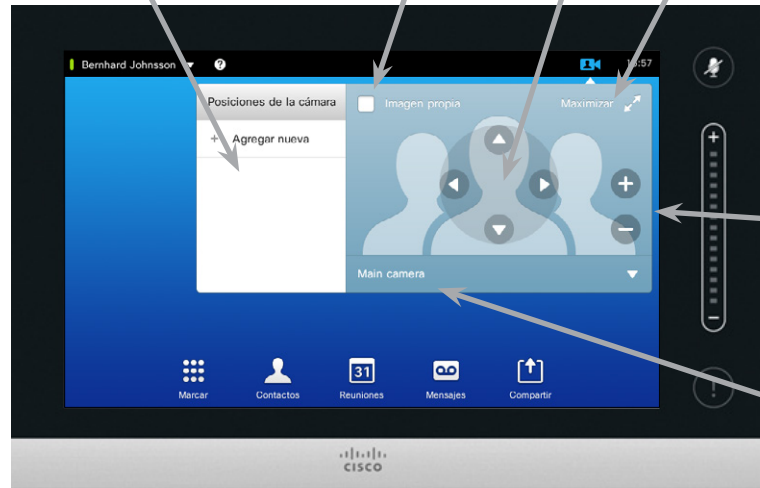 Bernhard Johnsson ?
Posiciones de la cámara
Imagen propia
Maximizar
+ Agregar nueva
Main camera
31
Marcar
Contactos
Reuniones
Mensajes
Compartir
CISCO